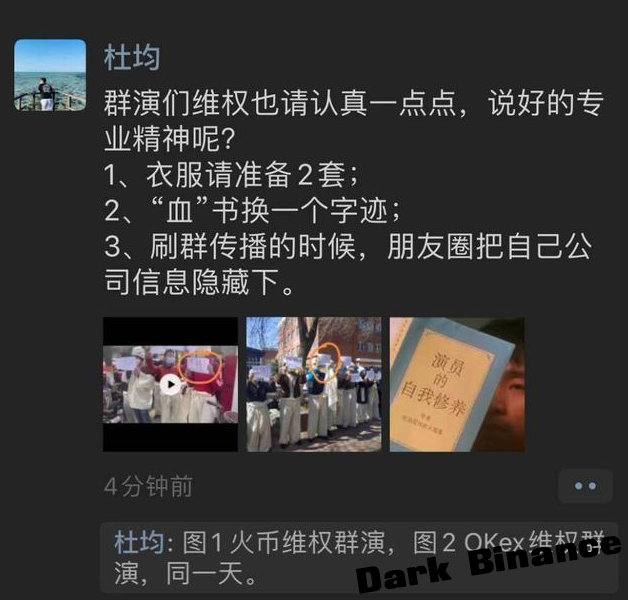 杜均
群演们维权也请认真一点点，说好的专
业精神呢？
1、衣服请准备2套；
2、“血”书换一个字迹；
3、刷群传播的时候，朋友圈把自己公
司信息隐藏下。
演员
的
自我修养
4分钟前
杜均: 图1火币维权群演，图2 OKex维权群
演，同一天。
Dark Binance